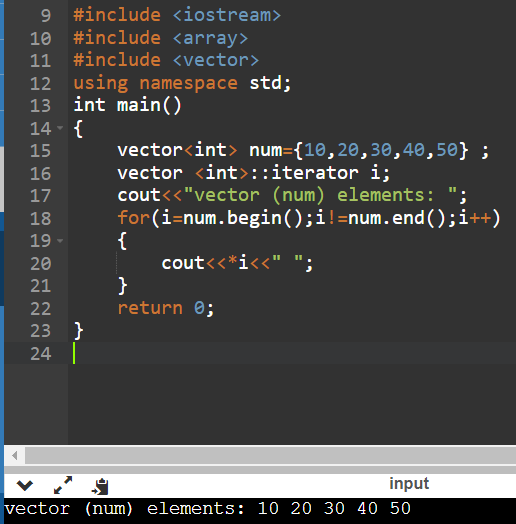 9 #include <iostream>
10 #include <array>
11 #include <vector>
12 using namespace std;
13 int main()
14 {
15     vector<int> num={10,20,30,40,50} ;
16     vector <int>::iterator i;
17     cout<<"vector (num) elements: ";
18     for(i=num.begin();i!=num.end();i++)
19     {
20         cout<<*i<<" ";
21     }
22     return 0;
23 }
24
input
vector (num) elements: 10 20 30 40 50